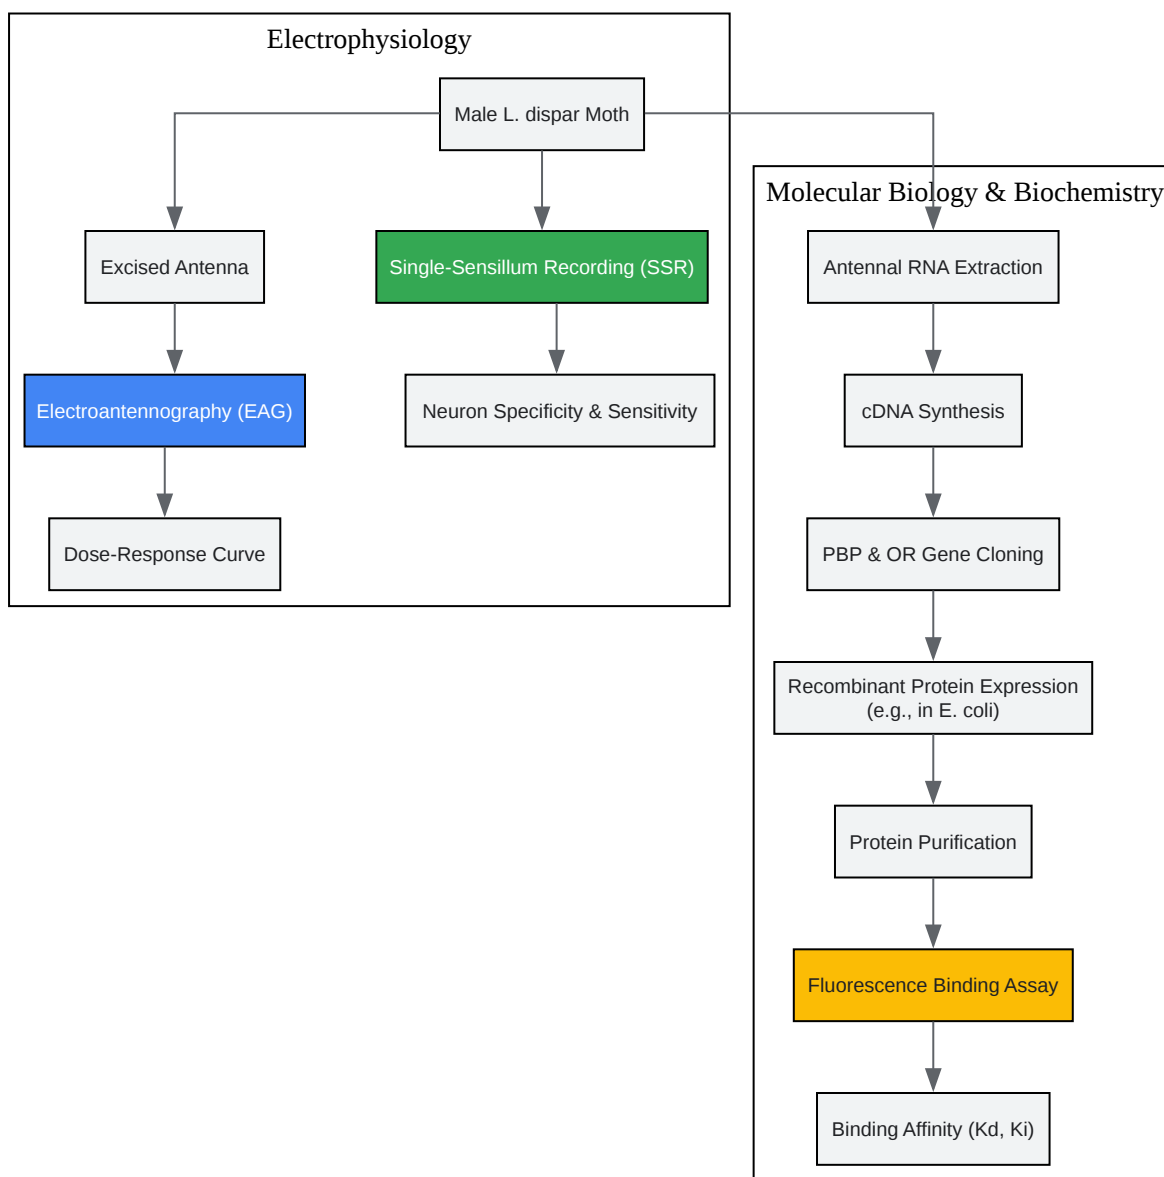 Electrophysiology
Male L. dispar Moth
Molecular Biology & Biochemistry
Excised Antenna
Single-Sensillum Recording (SSR)
Antennal RNA Extraction
Electroantennography (EAG)
Neuron Specificity & Sensitivity
cDNA Synthesis
Dose-Response Curve
PBP & OR Gene Cloning
Recombinant Protein Expression
(e.g., in E. coli)
Protein Purification
Fluorescence Binding Assay
Binding Affinity (Kd, Ki)